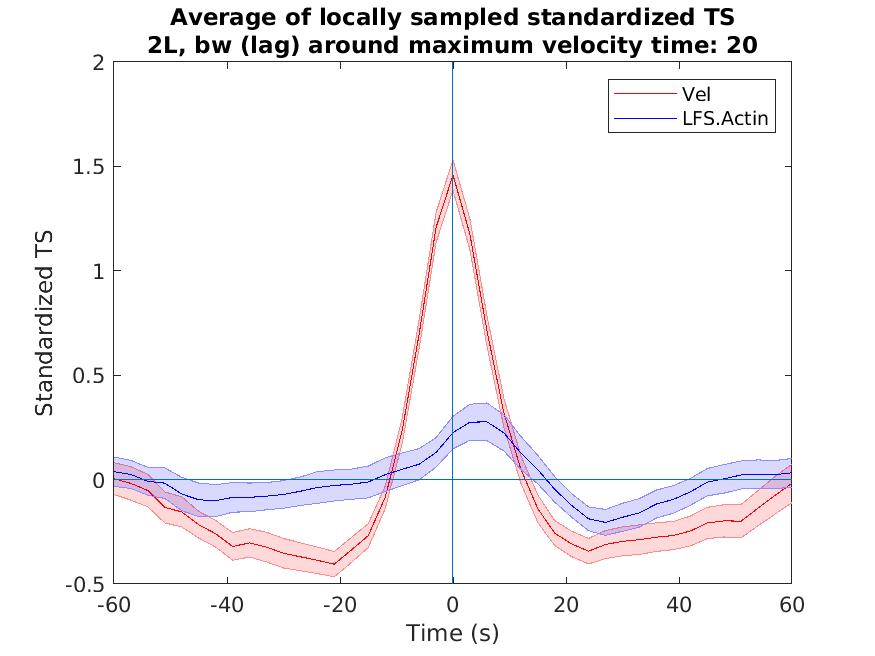 Average of locally sampled standardized TS
2L, bw (lag) around maximum velocity time: 20
2
1.5
1
0.5
0
-0.5
Standardized TS
Vel
LFS.Actin
-60
-40
-20
0
20
40
60
Time (s)